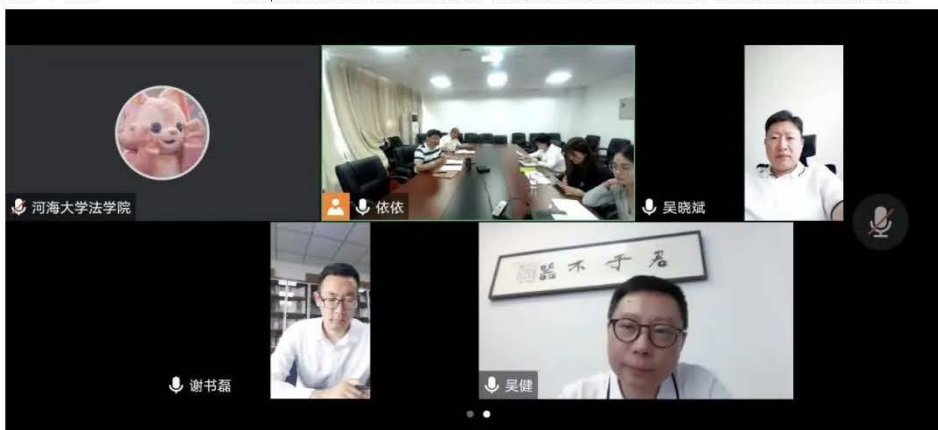 河海大学法学院
依依
吴晓斌
谢书磊
君子不器
吴健